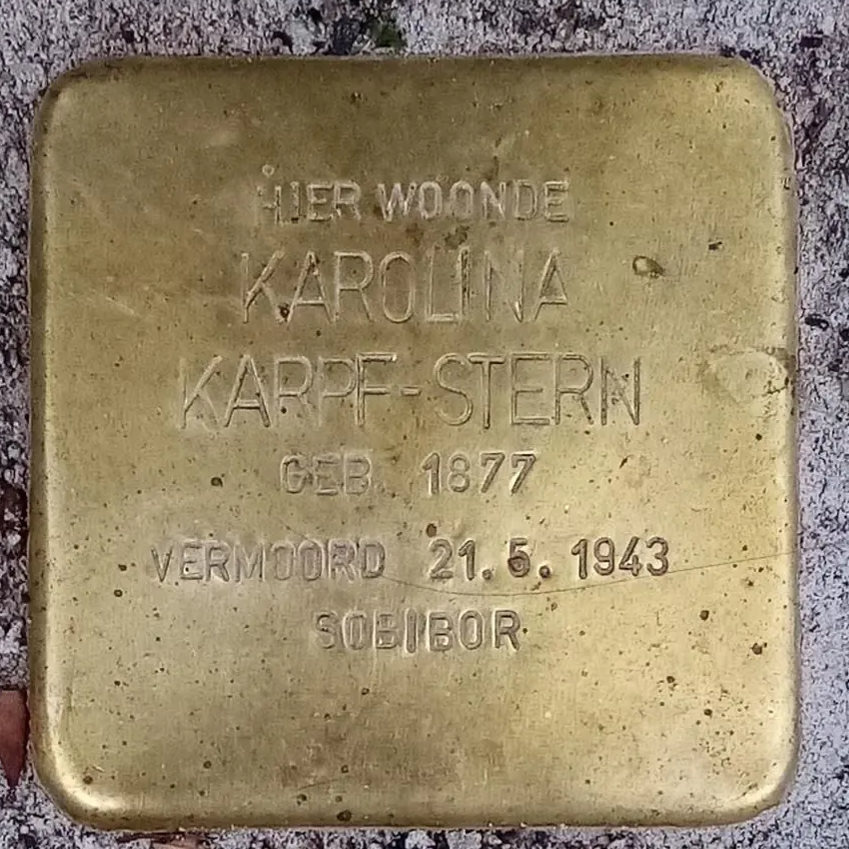 HIER WOONDE
KAROLINA
KARPF-STERN
GEB. 1877
VERMOORD 21.5.1943
SOBIBOR